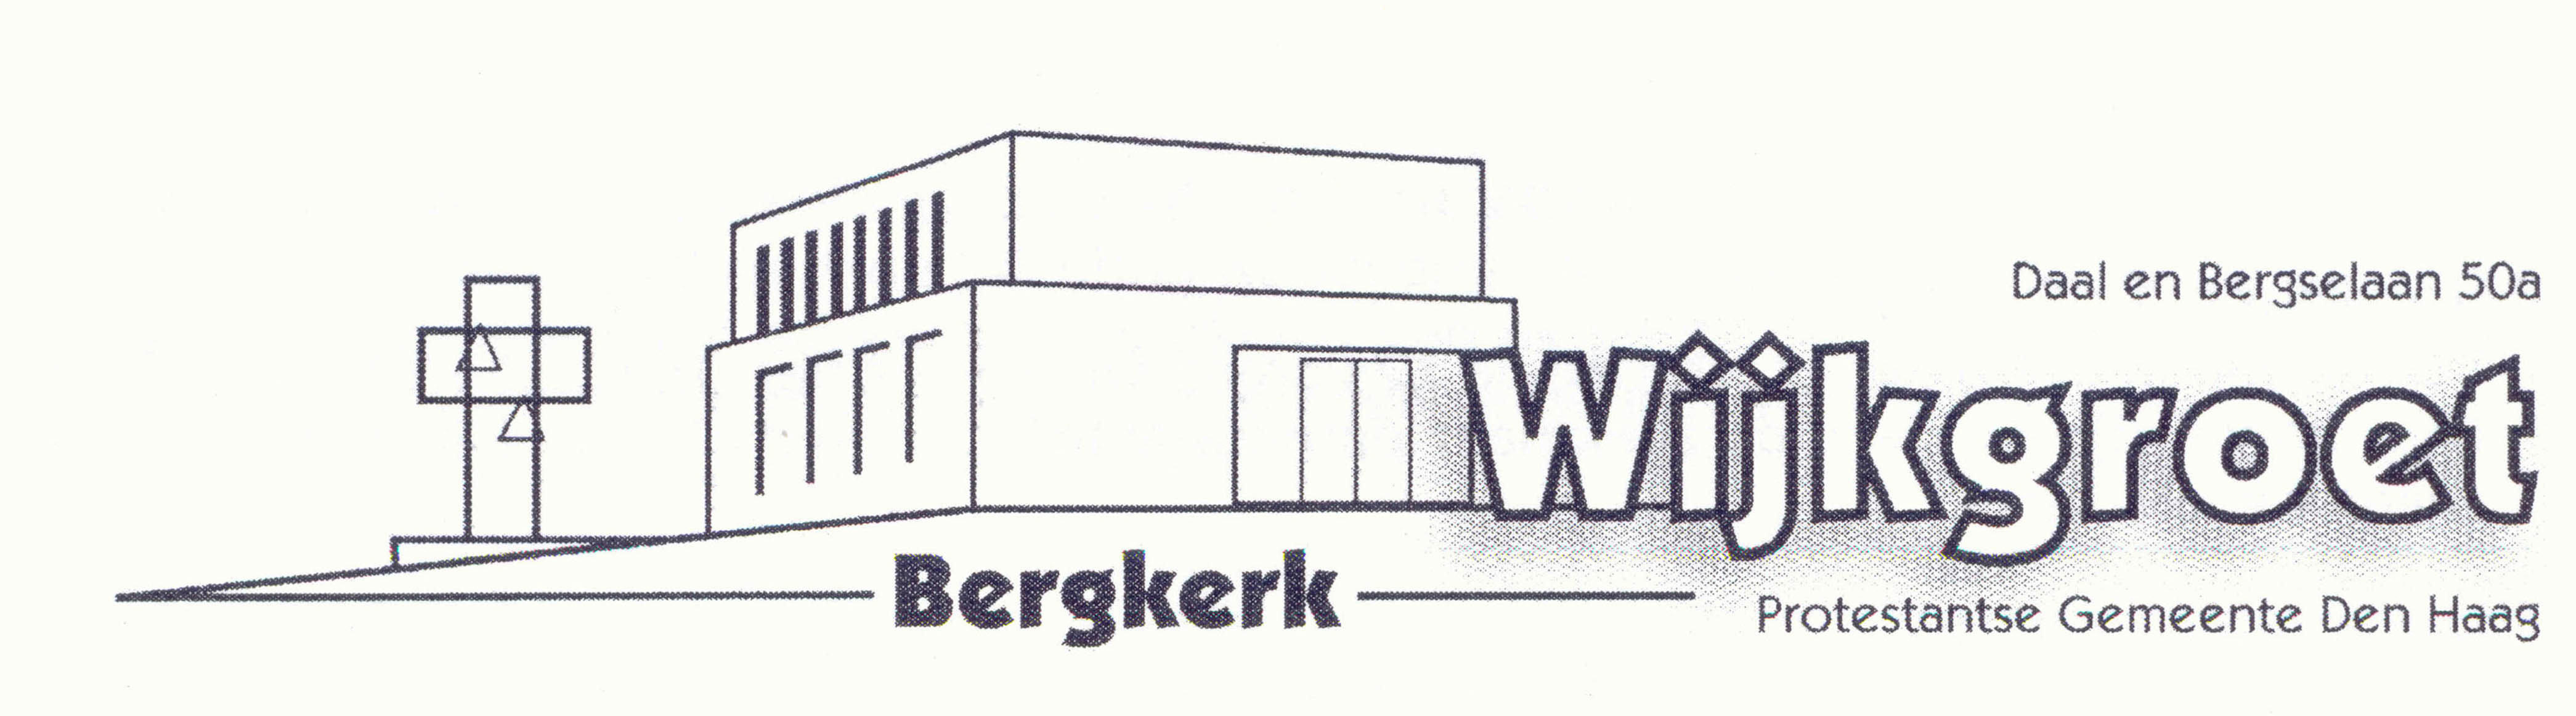 Daal en Bergselaan 50a
Wijkgroet
Bergkerk
Protestantse Gemeente Den Haag